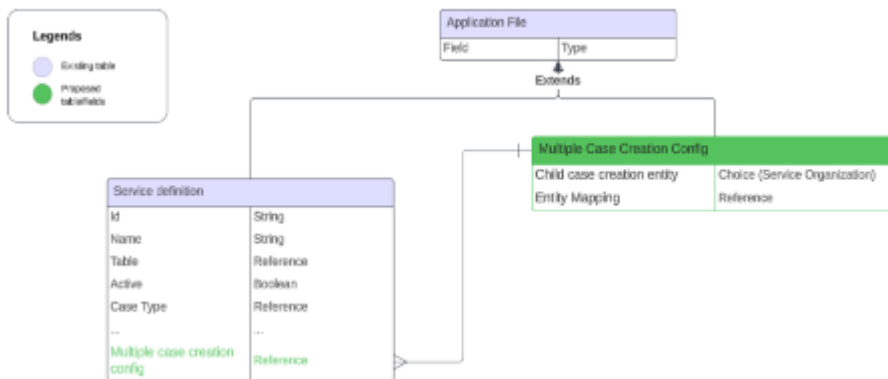 Legends
Existing table
Proposed
table/fields
Application File
Field Type
Extends
Multiple Case Creation Config
Child case creation entity Choice (Service Organization)
Entity Mapping Reference
Service definition
Id String
Name String
Table Reference
Active Boolean
Case Type Reference
... ...
Multiple case creation
config Reference